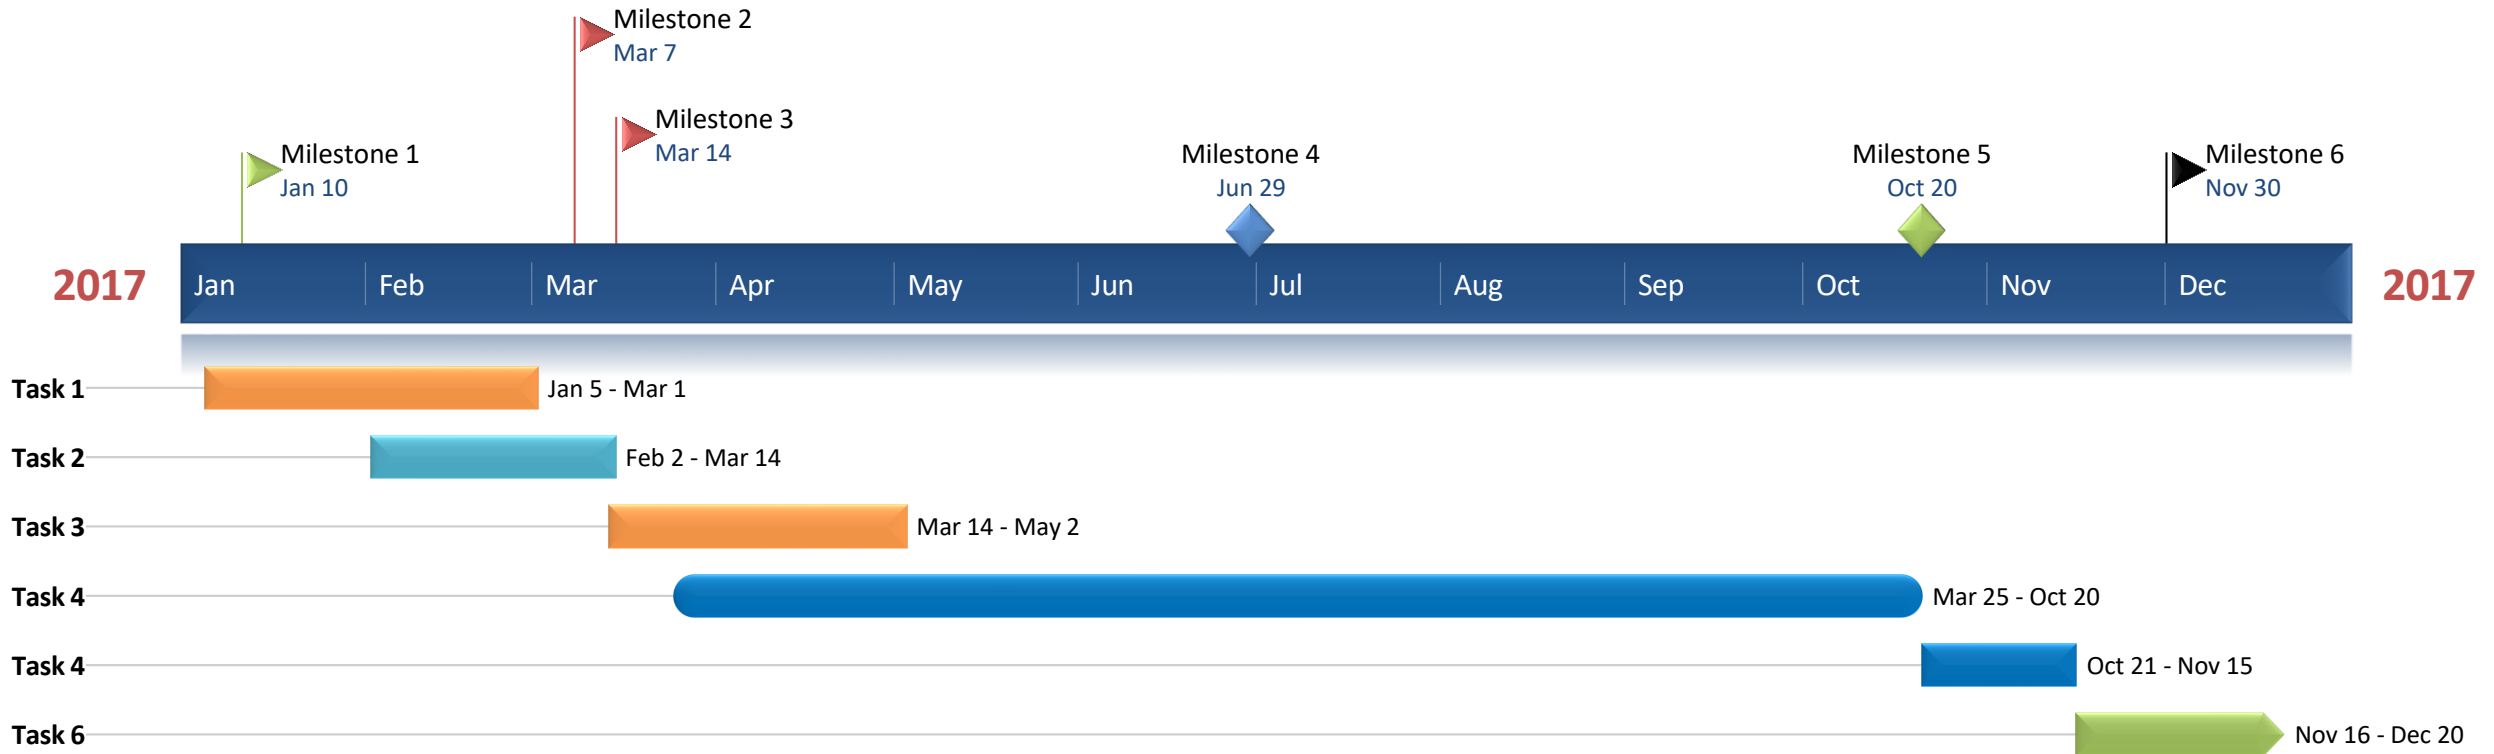 Milestone 2
Mar 7
Milestone 3
Mar 14
Milestone 1
Jan 10
Milestone 4
Jun 29
Milestone 5
Oct 20
Milestone 6
Nov 30
2017 Jan Feb Mar Apr May Jun Jul Aug Sep Oct Nov Dec 2017
Task 1 Jan 5 - Mar 1
Task 2 Feb 2 - Mar 14
Task 3 Mar 14 - May 2
Task 4 Mar 25 - Oct 20
Task 4 Oct 21 - Nov 15
Task 6 Nov 16 - Dec 20